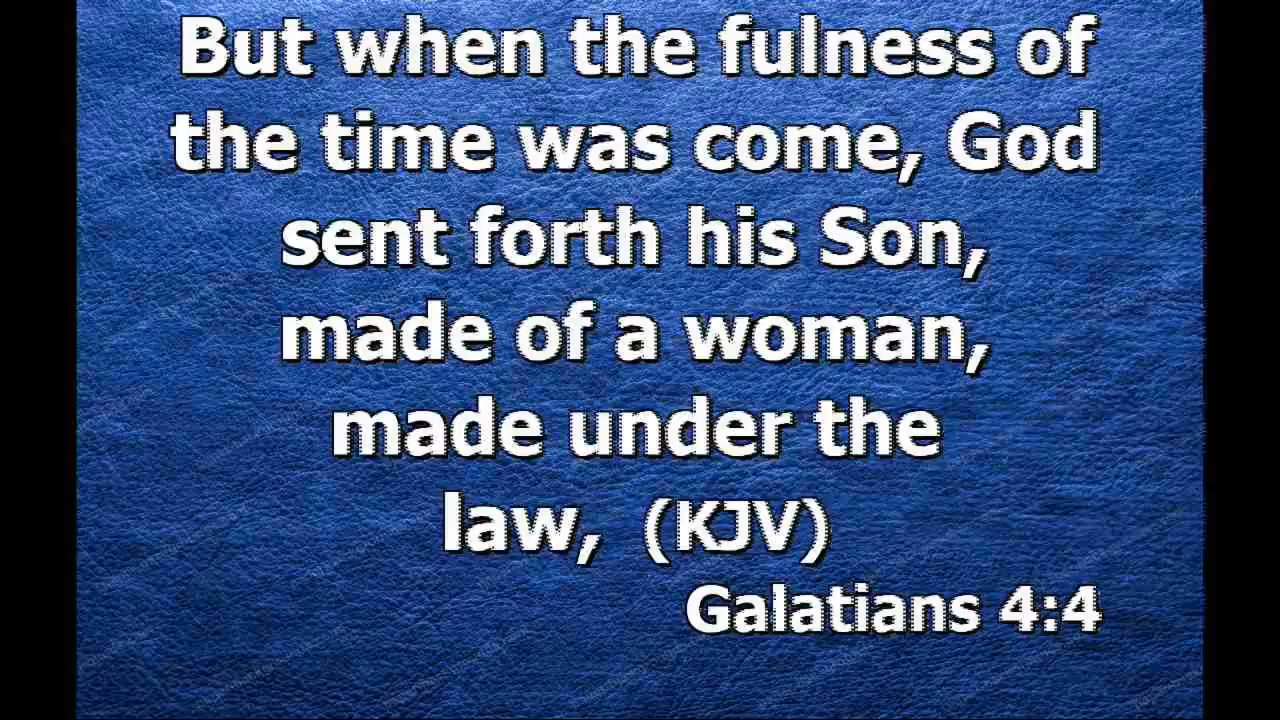 But when the fulness of
the time was come, God
sent forth his Son,
made of a woman,
made under the
law, (KJV)
Galatians 4:4